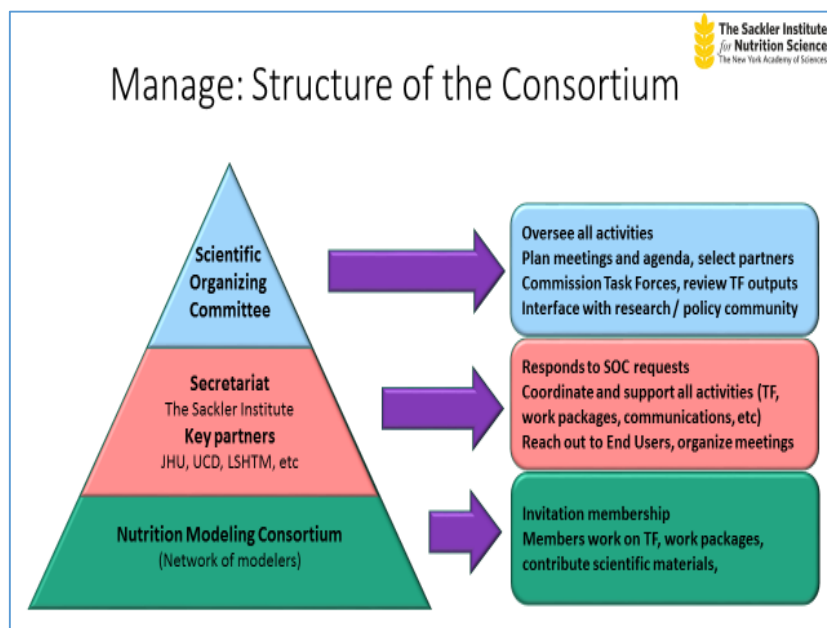 The Sackler Institute
for Nutrition Science
The New York Academy of Sciences
Manage: Structure of the Consortium
Scientific
Organizing
Committee
Oversee all activities
Plan meetings and agenda, select partners
Commission Task Forces, review TF outputs
Interface with research / policy community
Secretariat
The Sackler Institute
Key partners
JHU, UCD, LSHTM, etc
Responds to SOC requests
Coordinate and support all activities (TF,
work packages, communications, etc)
Reach out to End Users, organize meetings
Nutrition Modeling Consortium
(Network of modelers)
Invitation membership
Members work on TF, work packages,
contribute scientific materials,